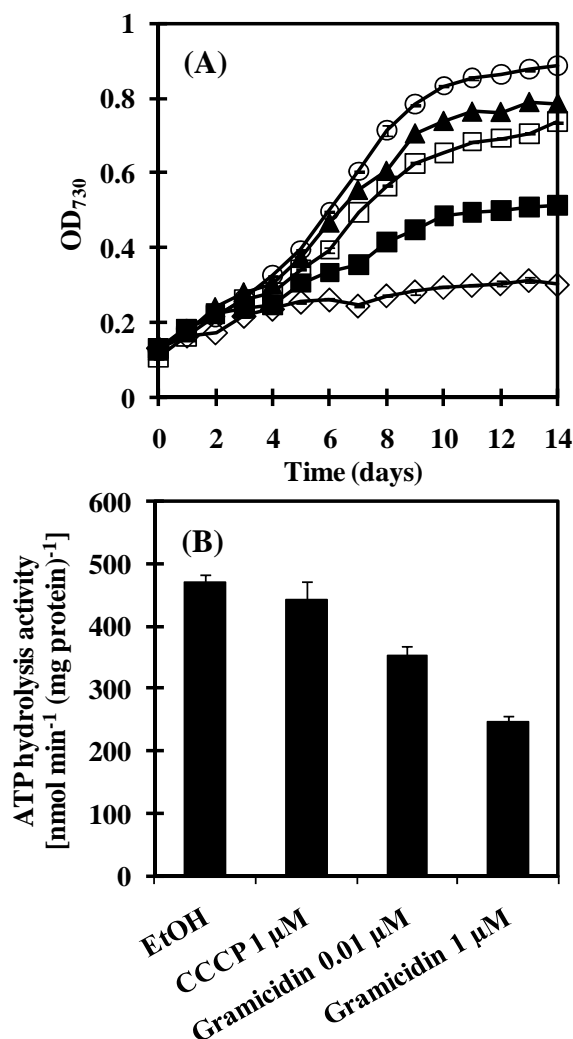 (A)
1
0.8
0.6
0.4
0.2
0
OD730
0 2 4 6 8 10 12 14
Time (days)
(B)
600
500
400
300
200
100
0
ATP hydrolysis activity
[nmol min-1 (mg protein)-1]
EtOH
CCCP 1 μM
Gramicidin 0.01 μM
Gramicidin 1 μM